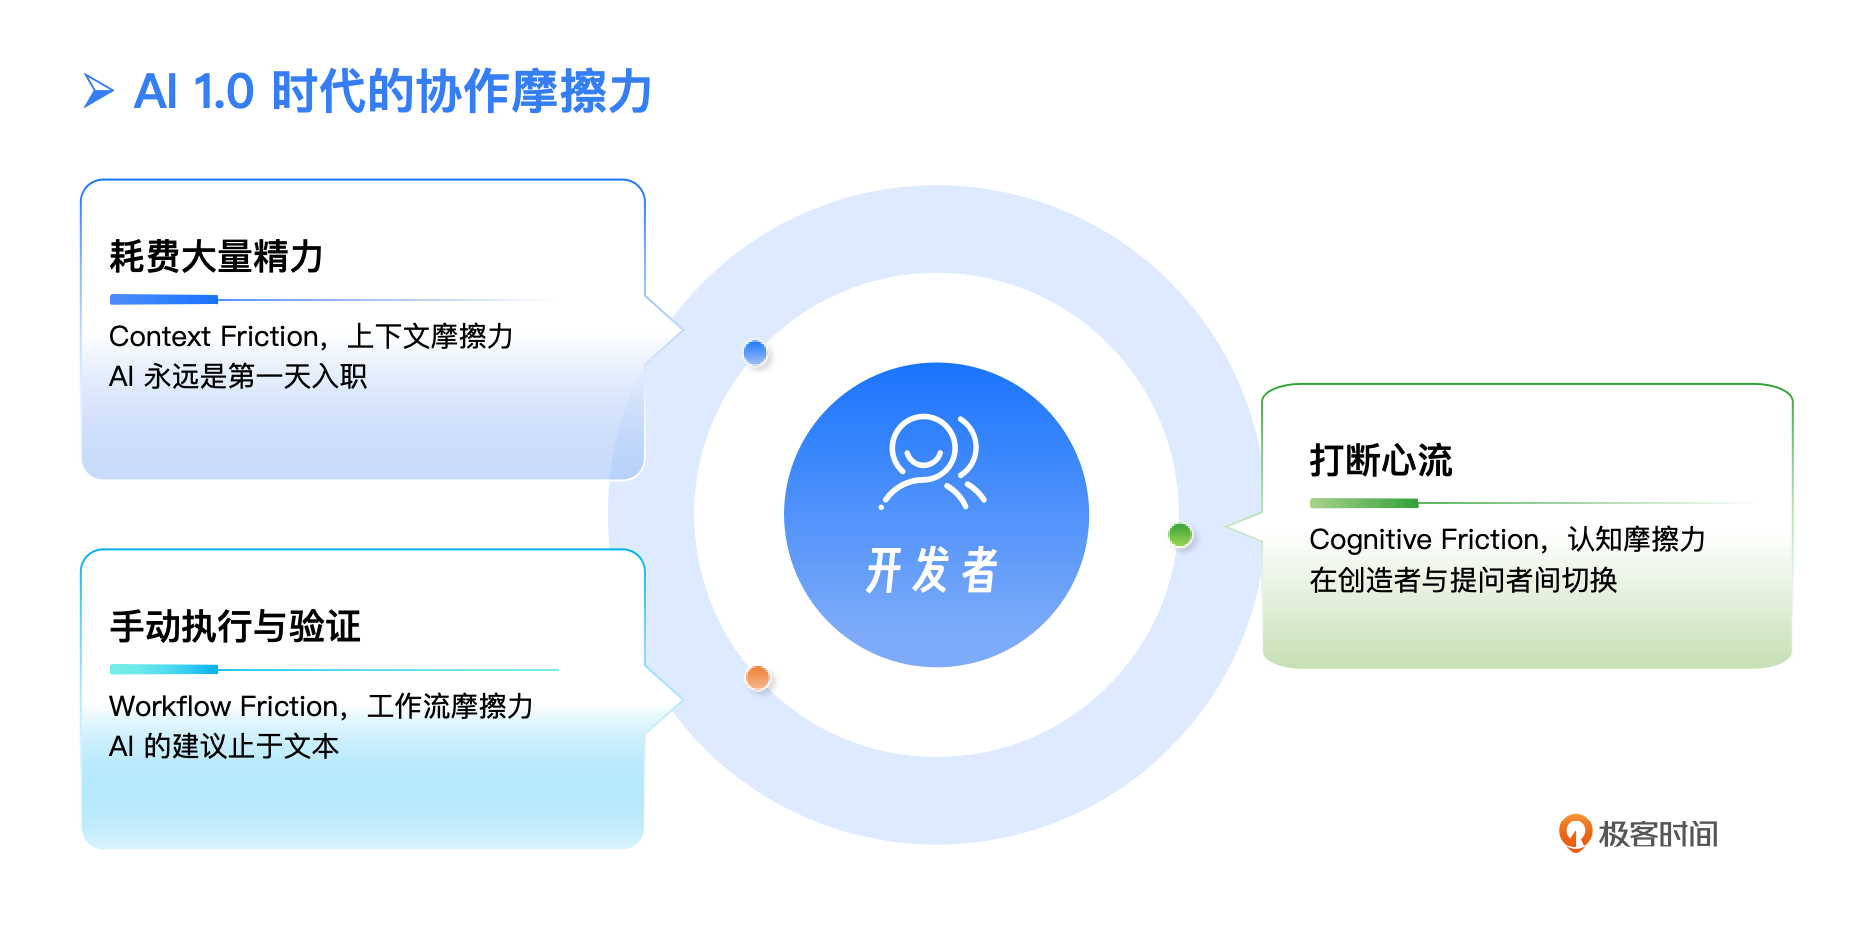 AI 1.0 时代的协作摩擦力
耗费大量精力
Context Friction，上下文摩擦力
AI 永远是第一天入职
手动执行与验证
Workflow Friction，工作流摩擦力
AI 的建议止于文本
开发者
打断心流
Cognitive Friction，认知摩擦力
在创造者与提问者间切换
极客时间